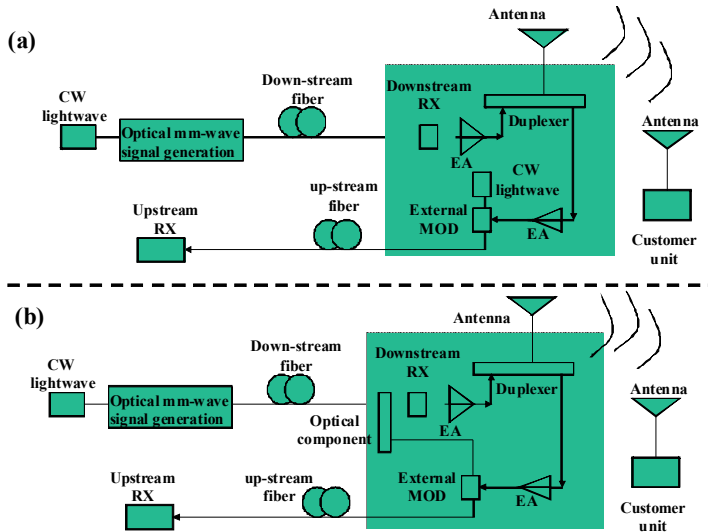 (a)
Antenna
Down-stream
fiber
Downstream
RX
CW
lightwave
Optical mm-wave
signal generation
Duplexer
Antenna
EA
CW
lightwave
up-stream
fiber
External
MOD
Upstream
RX
EA
Customer
unit
(b)
Antenna
Down-stream
fiber
Downstream
RX
CW
lightwave
Duplexer
Antenna
Optical mm-wave
signal generation
Optical
component
EA
Upstream
RX
up-stream
fiber
External
MOD
EA
Customer
unit